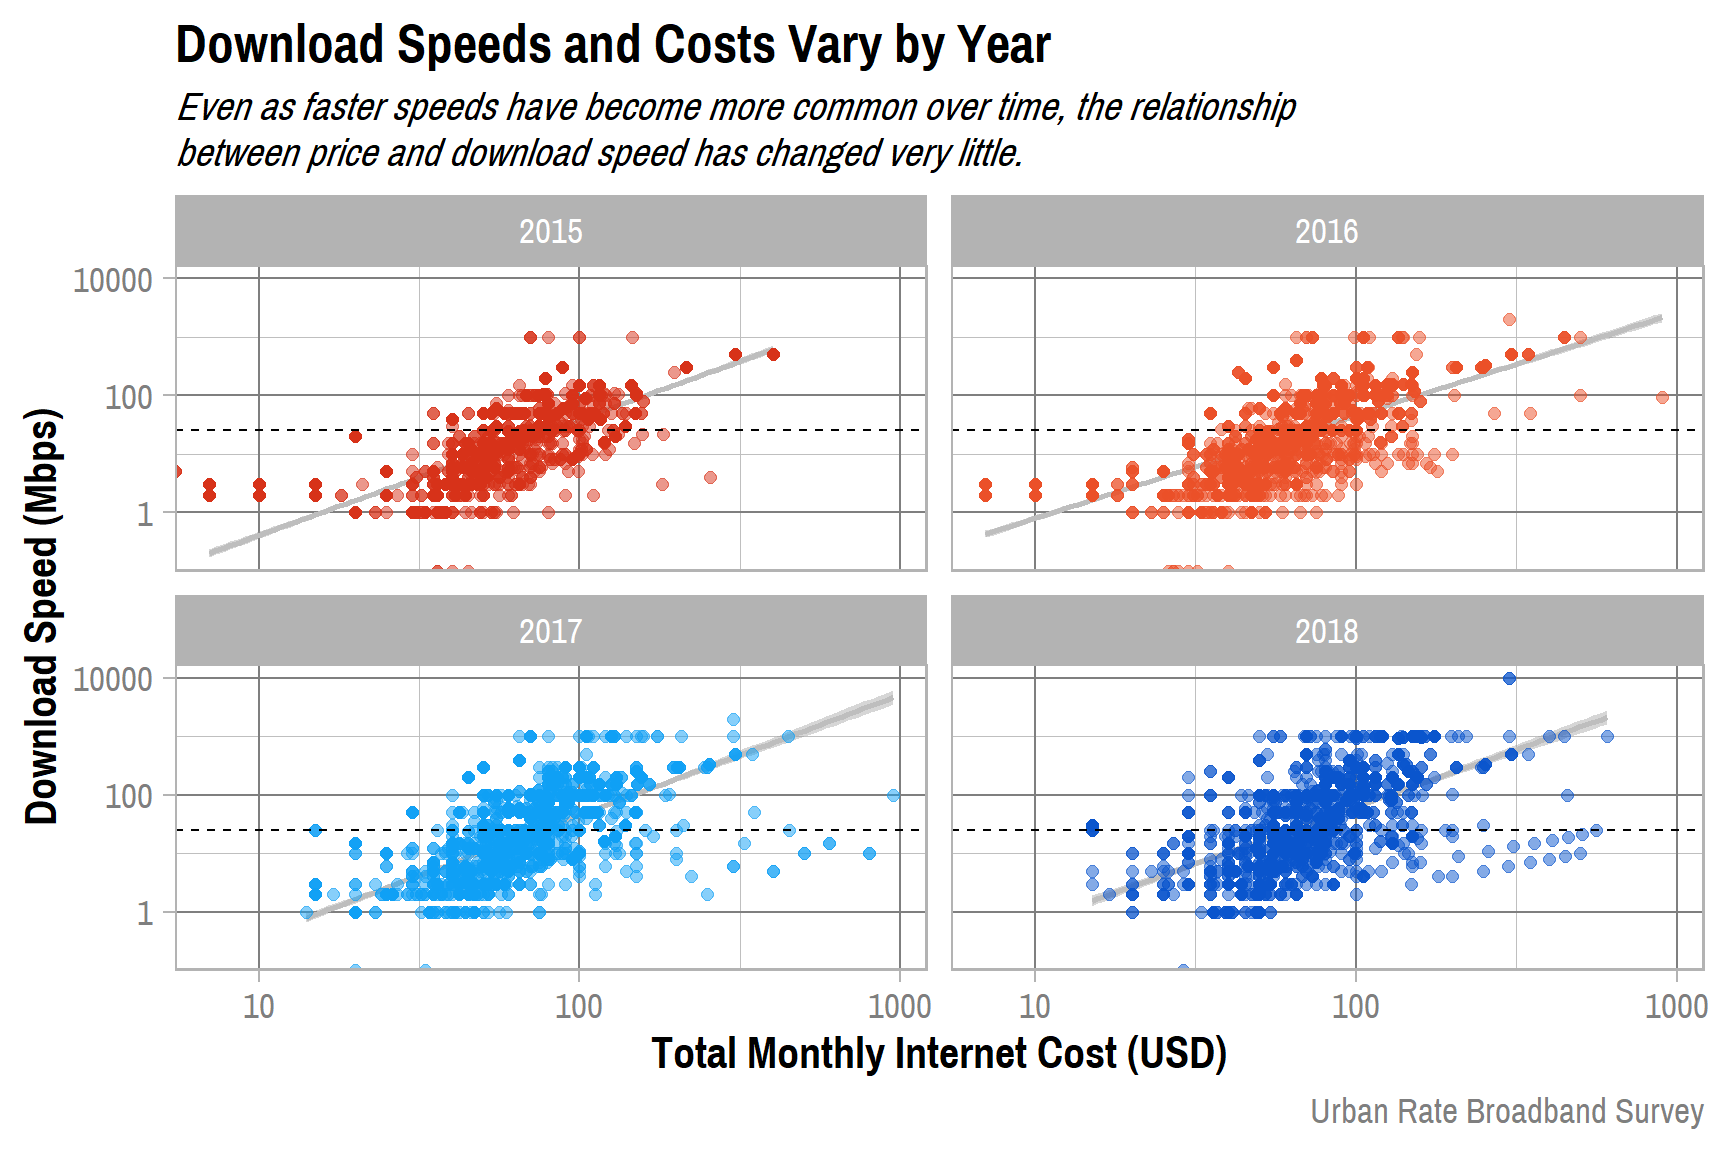 Download Speeds and Costs Vary by Year
Even as faster speeds have become more common over time, the relationship
between price and download speed has changed very little.
2015
2016
10000
100
1
2017
2018
10000
100
1
Download Speed (Mbps)
10
100
1000
10
100
1000
Total Monthly Internet Cost (USD)
Urban Rate Broadband Survey